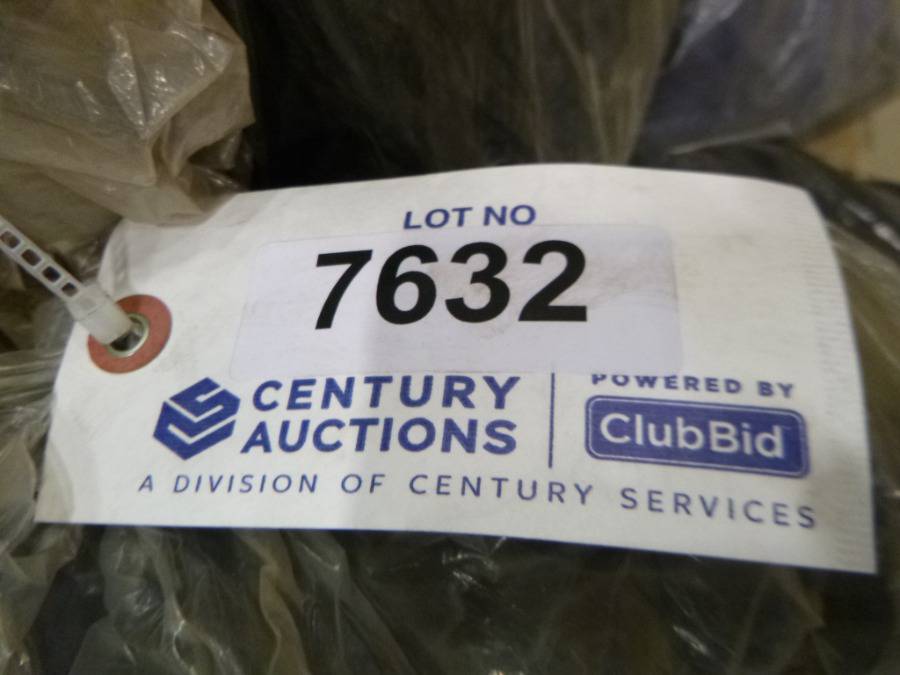 LOT NO
7632
CENTURY
AUCTIONS
POWERED BY
ClubBid
A DIVISION OF CENTURY SERVICES